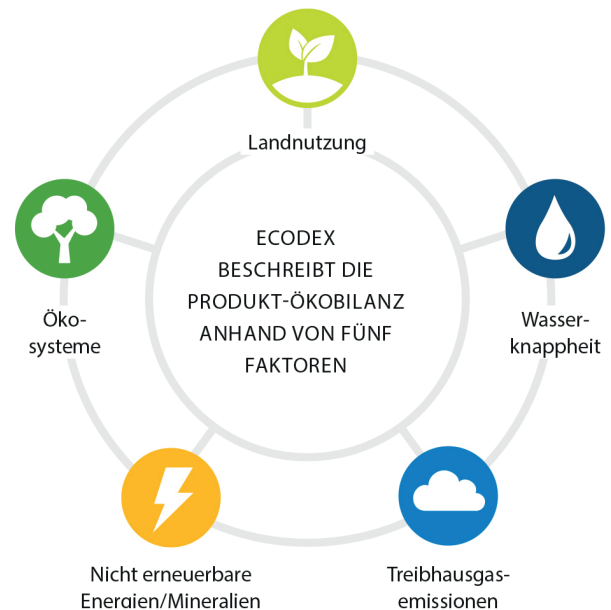 Landnutzung
ECODEX
BESCHREIBT DIE
PRODUKT-ÖKOBILANZ
ANHAND VON FÜNF
FAKTOREN
Öko-
systeme
Wasser-
knappheit
Nicht erneuerbare
Energien/Mineralien
Treibhausgas-
emissionen